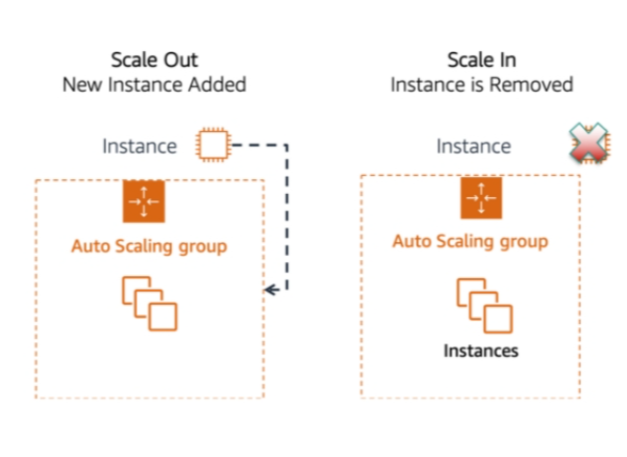 Scale Out
New Instance Added
Instance
Auto Scaling group
Scale In
Instance is Removed
Instance
Auto Scaling group
Instances